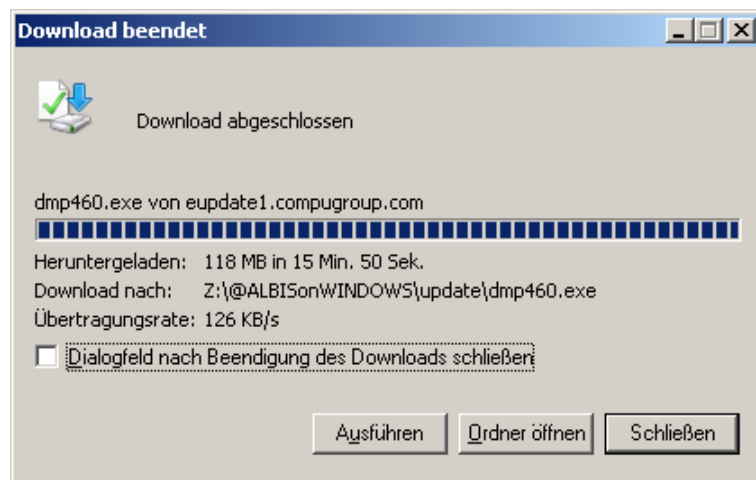 Download beendet
Download abgeschlossen
dmp460.exe von eupdate1.compugroup.com
Heruntergeladen: 118 MB in 15 Min. 50 Sek.
Download nach: Z:\@ALBISonWINDOWS\update\dmp460.exe
Übertragungsrate: 126 KB/s
Dialogfeld nach Beendigung des Downloads schließen
Ausführen Ordner öffnen Schließen